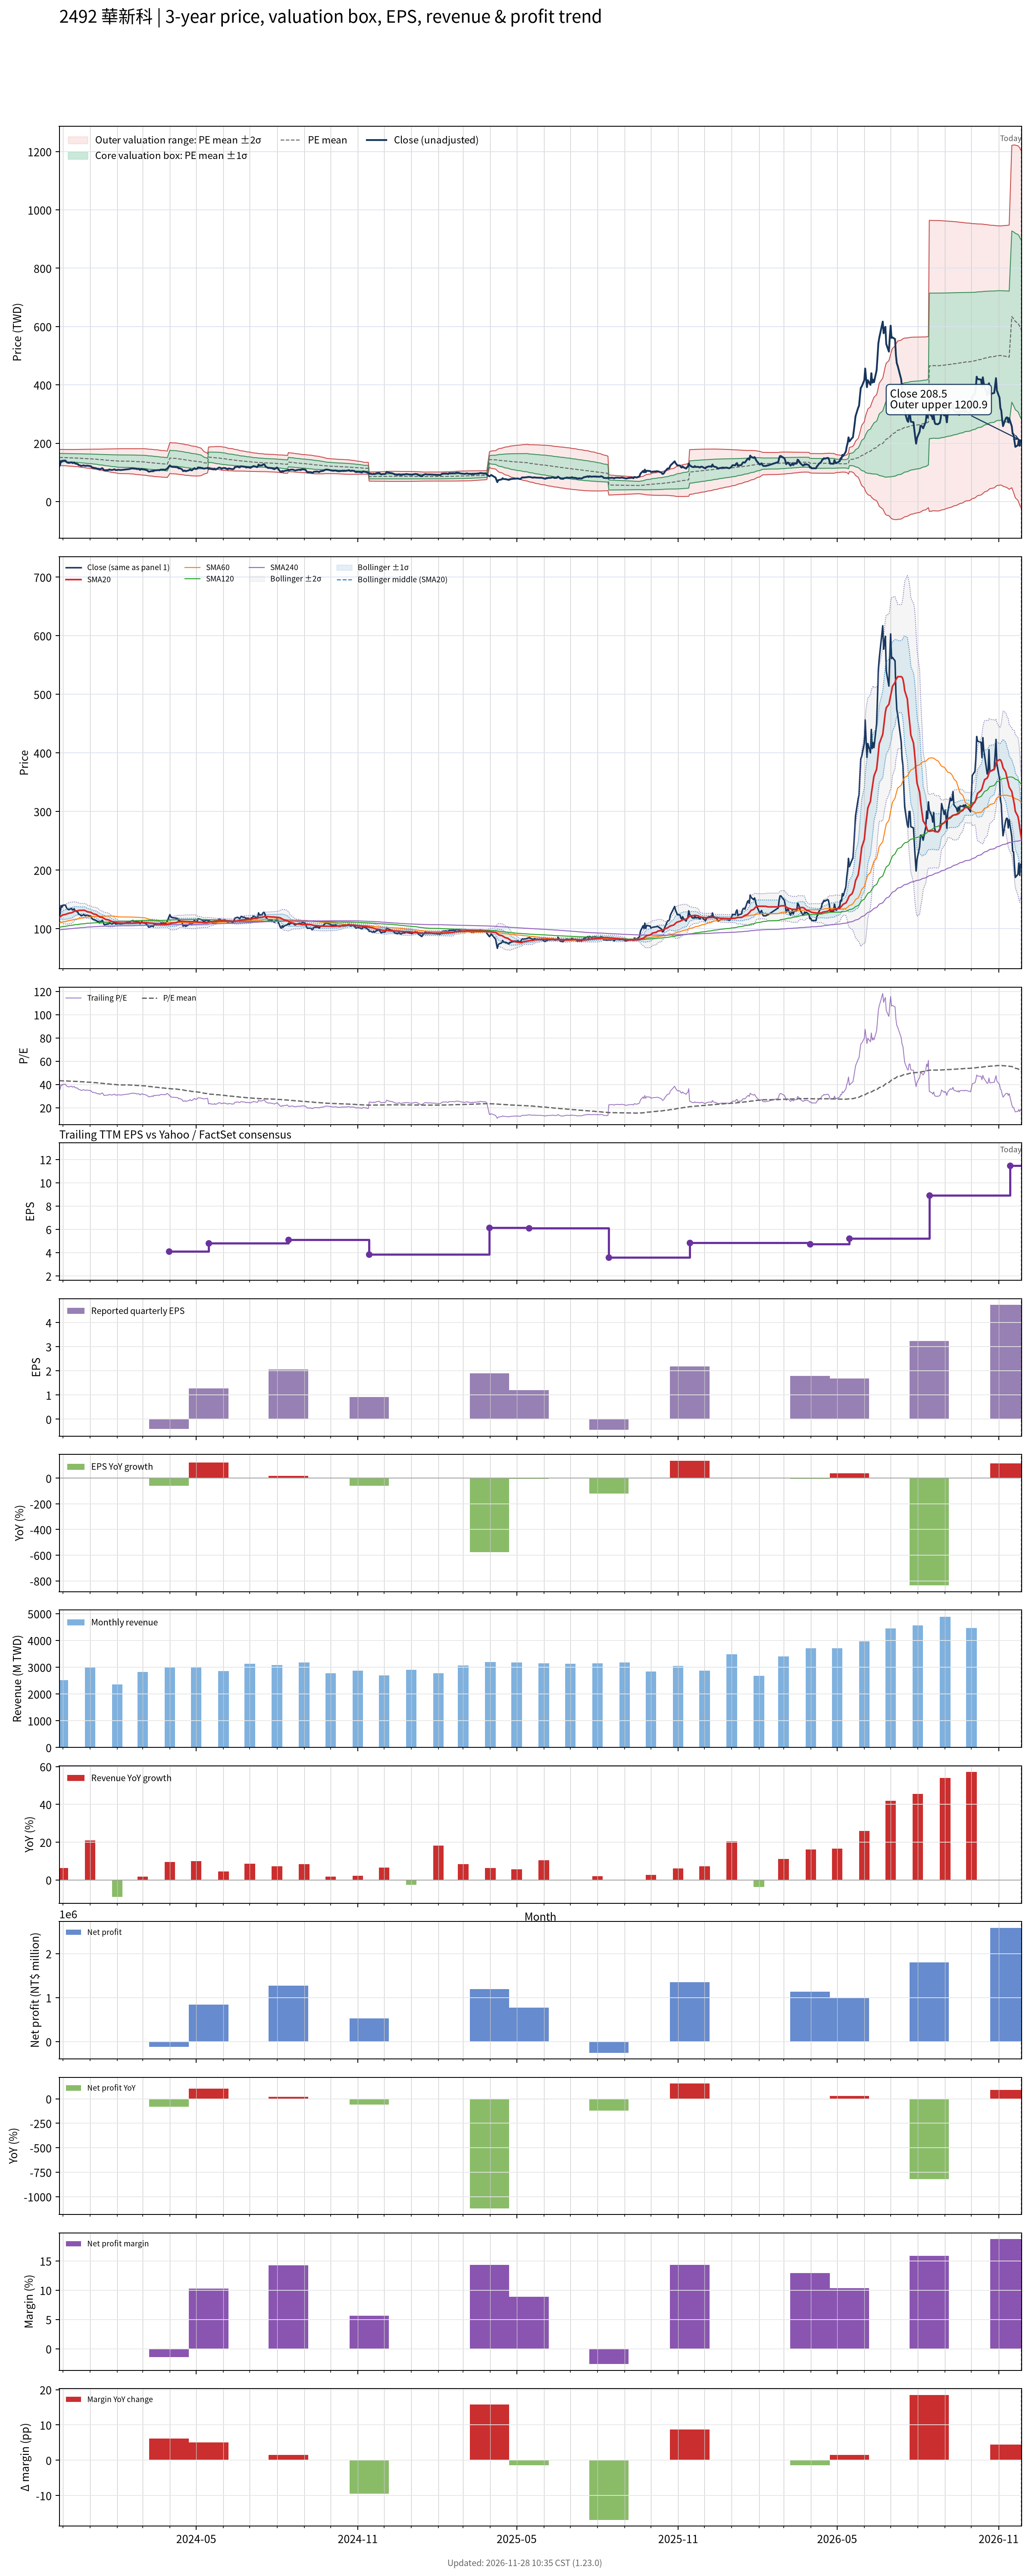 2492 華新科 | 3-year price, valuation box, EPS, revenue & profit trend
Outer valuation range: PE mean ±2σ
Core valuation box: PE mean ±1σ
PE mean
Close (unadjusted)
Today
Price (TWD)
1200
1000
800
600
400
200
0
Close 208.5
Outer upper 1200.9
Close (same as panel 1)
SMA20
SMA60
SMA120
SMA240
Bollinger ±2σ
Bollinger ±1σ
Bollinger middle (SMA20)
Price
700
600
500
400
300
200
100
Trailing P/E
P/E mean
P/E
120
100
80
60
40
20
Trailing TTM EPS vs Yahoo / FactSet consensus
Today
EPS
12
10
8
6
4
2
Reported quarterly EPS
EPS
4
3
2
1
0
EPS YoY growth
YoY (%)
0
-200
-400
-600
-800
Monthly revenue
Revenue (M TWD)
5000
4000
3000
2000
1000
0
Revenue YoY growth
YoY (%)
60
40
20
0
Month
1e6
Net profit
Net profit (NT$ million)
2
1
0
Net profit YoY
YoY (%)
0
-250
-500
-750
-1000
Net profit margin
Margin (%)
15
10
5
0
Margin YoY change
Δ margin (pp)
20
10
0
-10
2024-05
2024-11
2025-05
2025-11
2026-05
2026-11
Updated: 2026-11-28 10:35 CST (1.23.0)